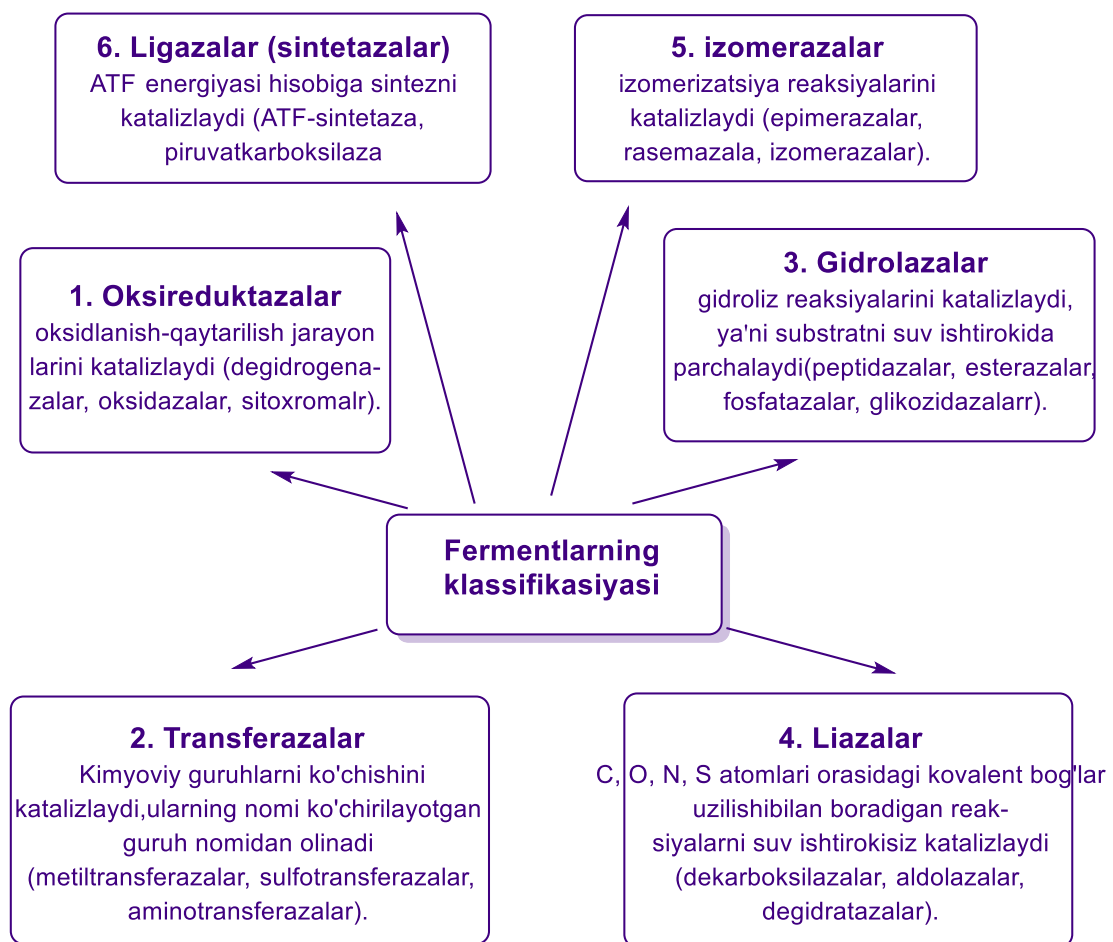 6. Ligazalar (sintetazalar)
ATF energiyasi hisobiga sintezni
katalizlaydi (ATF-sintetaza,
piruvatkarboksilaza
5. izomerazalar
izomerizatsiya reaksiyalarini
katalizlaydi (epimerazalar,
rasemazala, izomerazalar).
1. Oksireduktazalar
oksidlanish-qaytarilish jarayon
larini katalizlaydi (degidrogena-
zalar, oksidazalar, sitoxromalr).
3. Gidrolazalar
gidroliz reaksiyalarini katalizlaydi,
ya'ni substratni suv ishtirokida
parchalaydi(peptidazalar, esterazalar,
fosfatazalar, glikozidazalarr).
Fermentlarning
klassifikasiyasi
2. Transferazalar
Kimyoviy guruhlarni ko'chishini
katalizlaydi,ularning nomi ko'chirilayotgan
guruh nomidan olinadi
(metiltransferazalar, sulfotransferazalar,
aminotransferazalar).
4. Liazalar
C, O, N, S atomlari orasidagi kovalent bog'lar
uzilishibilan boradigan reak-
siyalarni suv ishtirokisiz katalizlaydi
(dekarboksilazalar, aldolazalar,
degidratazalar).